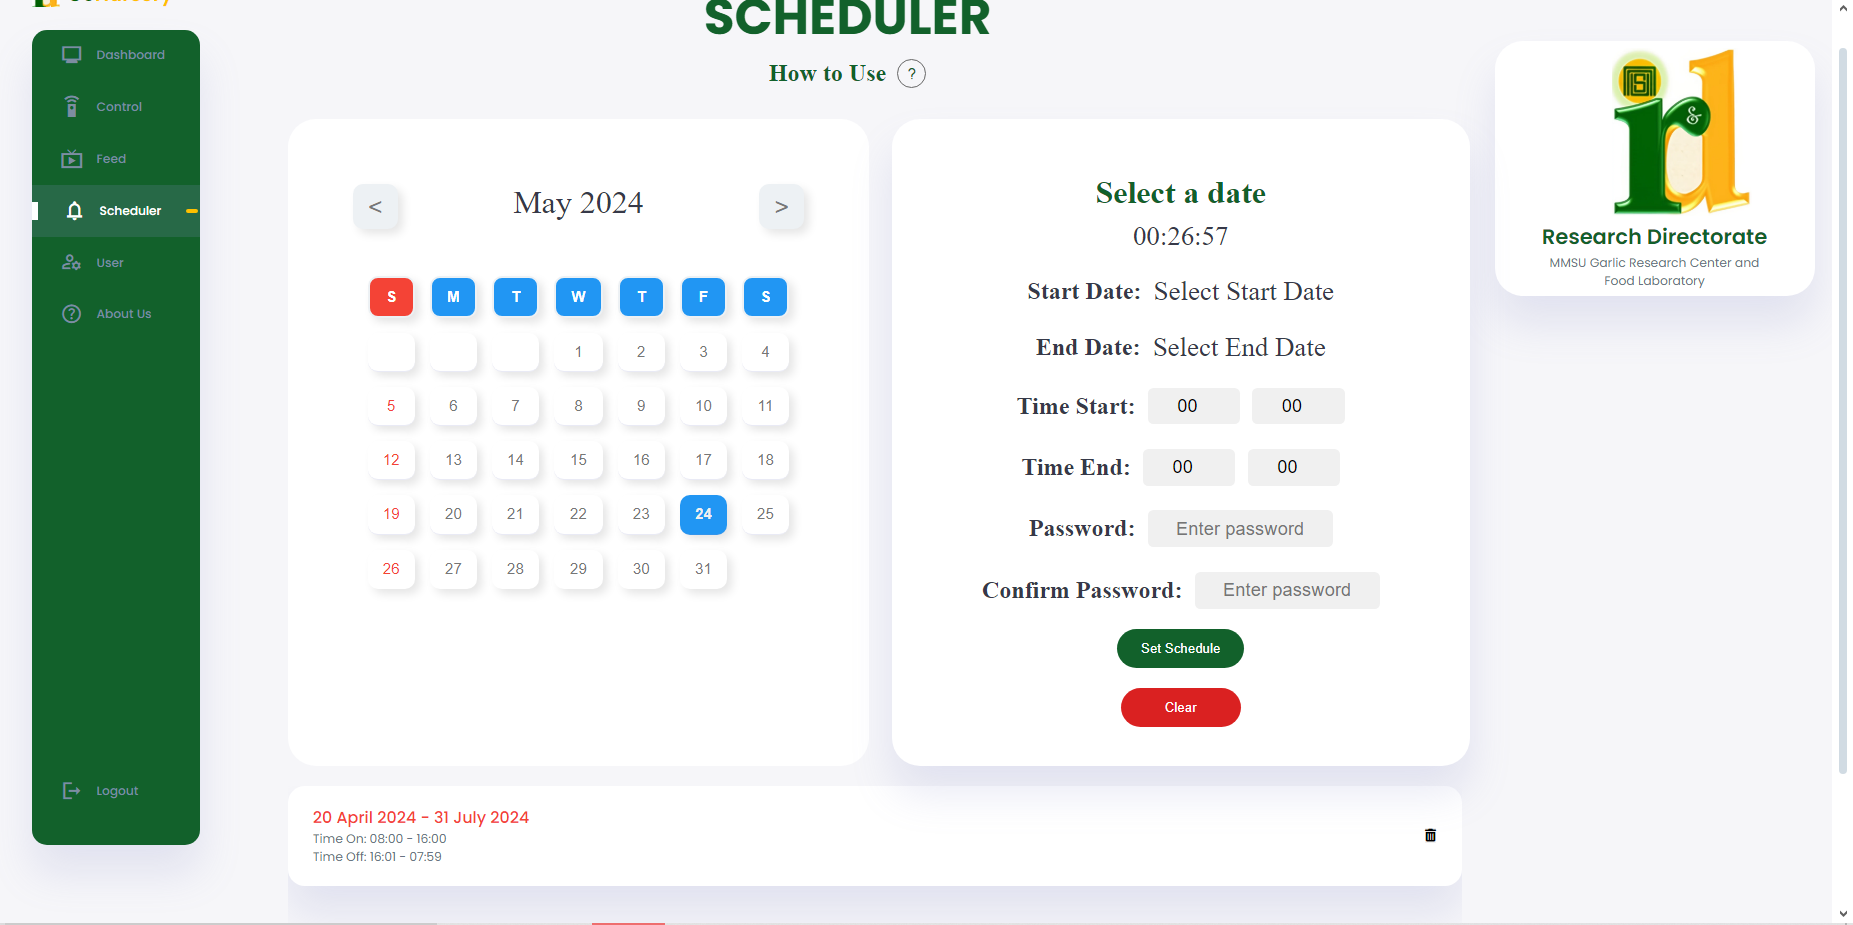 SCHEDULER
How to Use ?
Dashboard
Control
Feed
Scheduler
User
About Us
Logout
< May 2024 >
S M T W T F S
1 2 3 4
5 6 7 8 9 10 11
12 13 14 15 16 17 18
19 20 21 22 23 24 25
26 27 28 29 30 31
Select a date
00:26:57
Start Date: Select Start Date
End Date: Select End Date
Time Start: 00 00
Time End: 00 00
Password: Enter password
Confirm Password: Enter password
Set Schedule
Clear
r&d
Research Directorate
MMSU Garlic Research Center and
Food Laboratory
20 April 2024 - 31 July 2024
Time On: 08:00 - 16:00
Time Off: 16:01 - 07:59